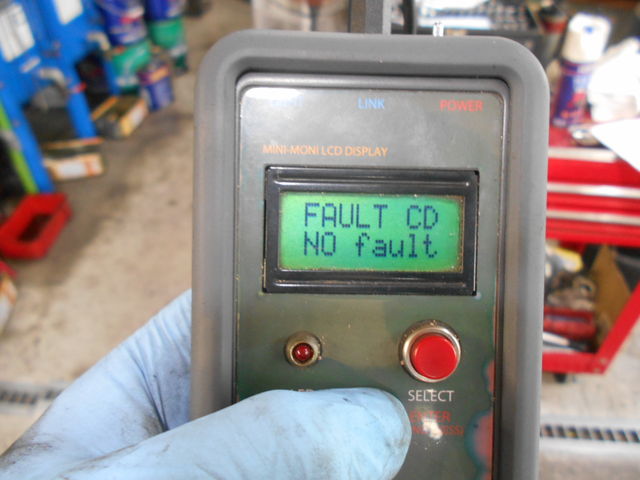 LINK POWER
MINI-MONI LCD DISPLAY
FAULT CD
NO fault
SELECT